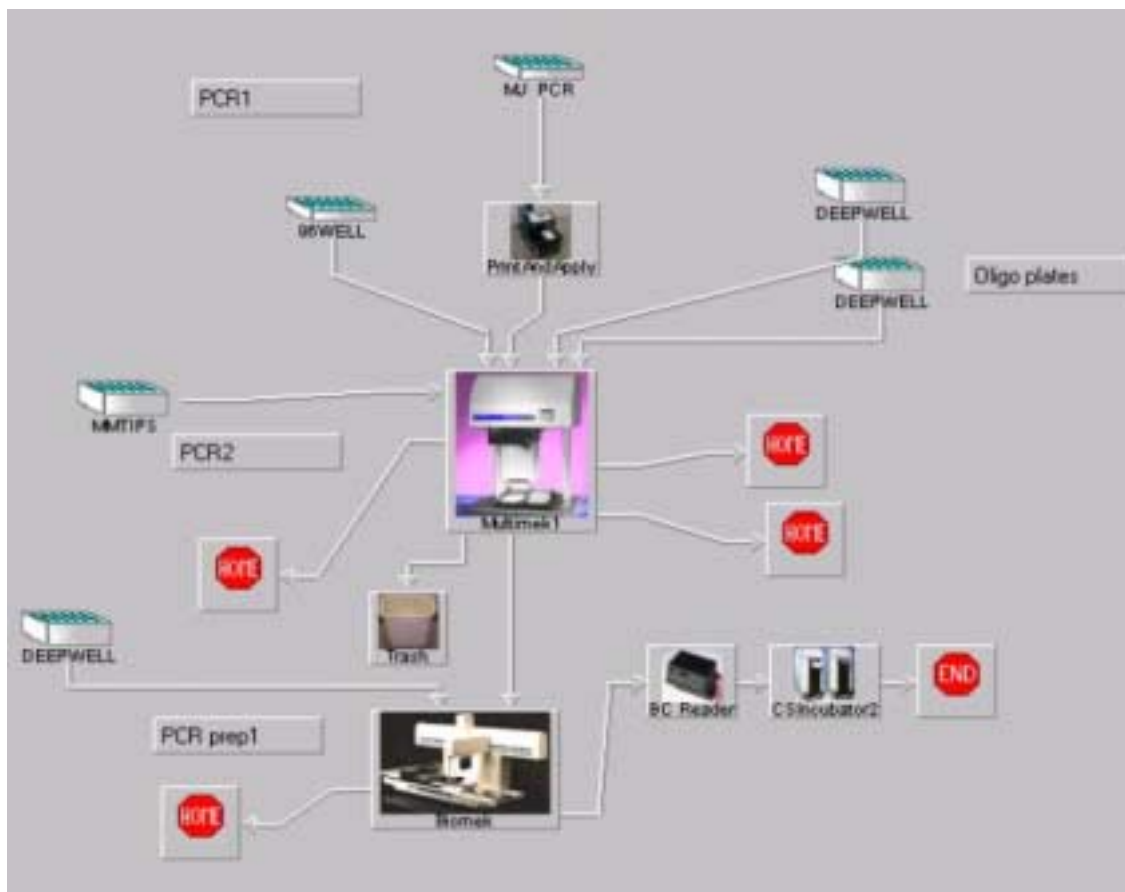 MJ PCR
PCR1
96WELL
PrintAndApply
DEEPWELL
DEEPWELL
Oligo plates
MMTIPS
PCR2
Multimek1
HOME
HOME
HOME
Trash
DEEPWELL
BC Reader
CSIncubator2
END
PCR prep1
Biomek
HOME